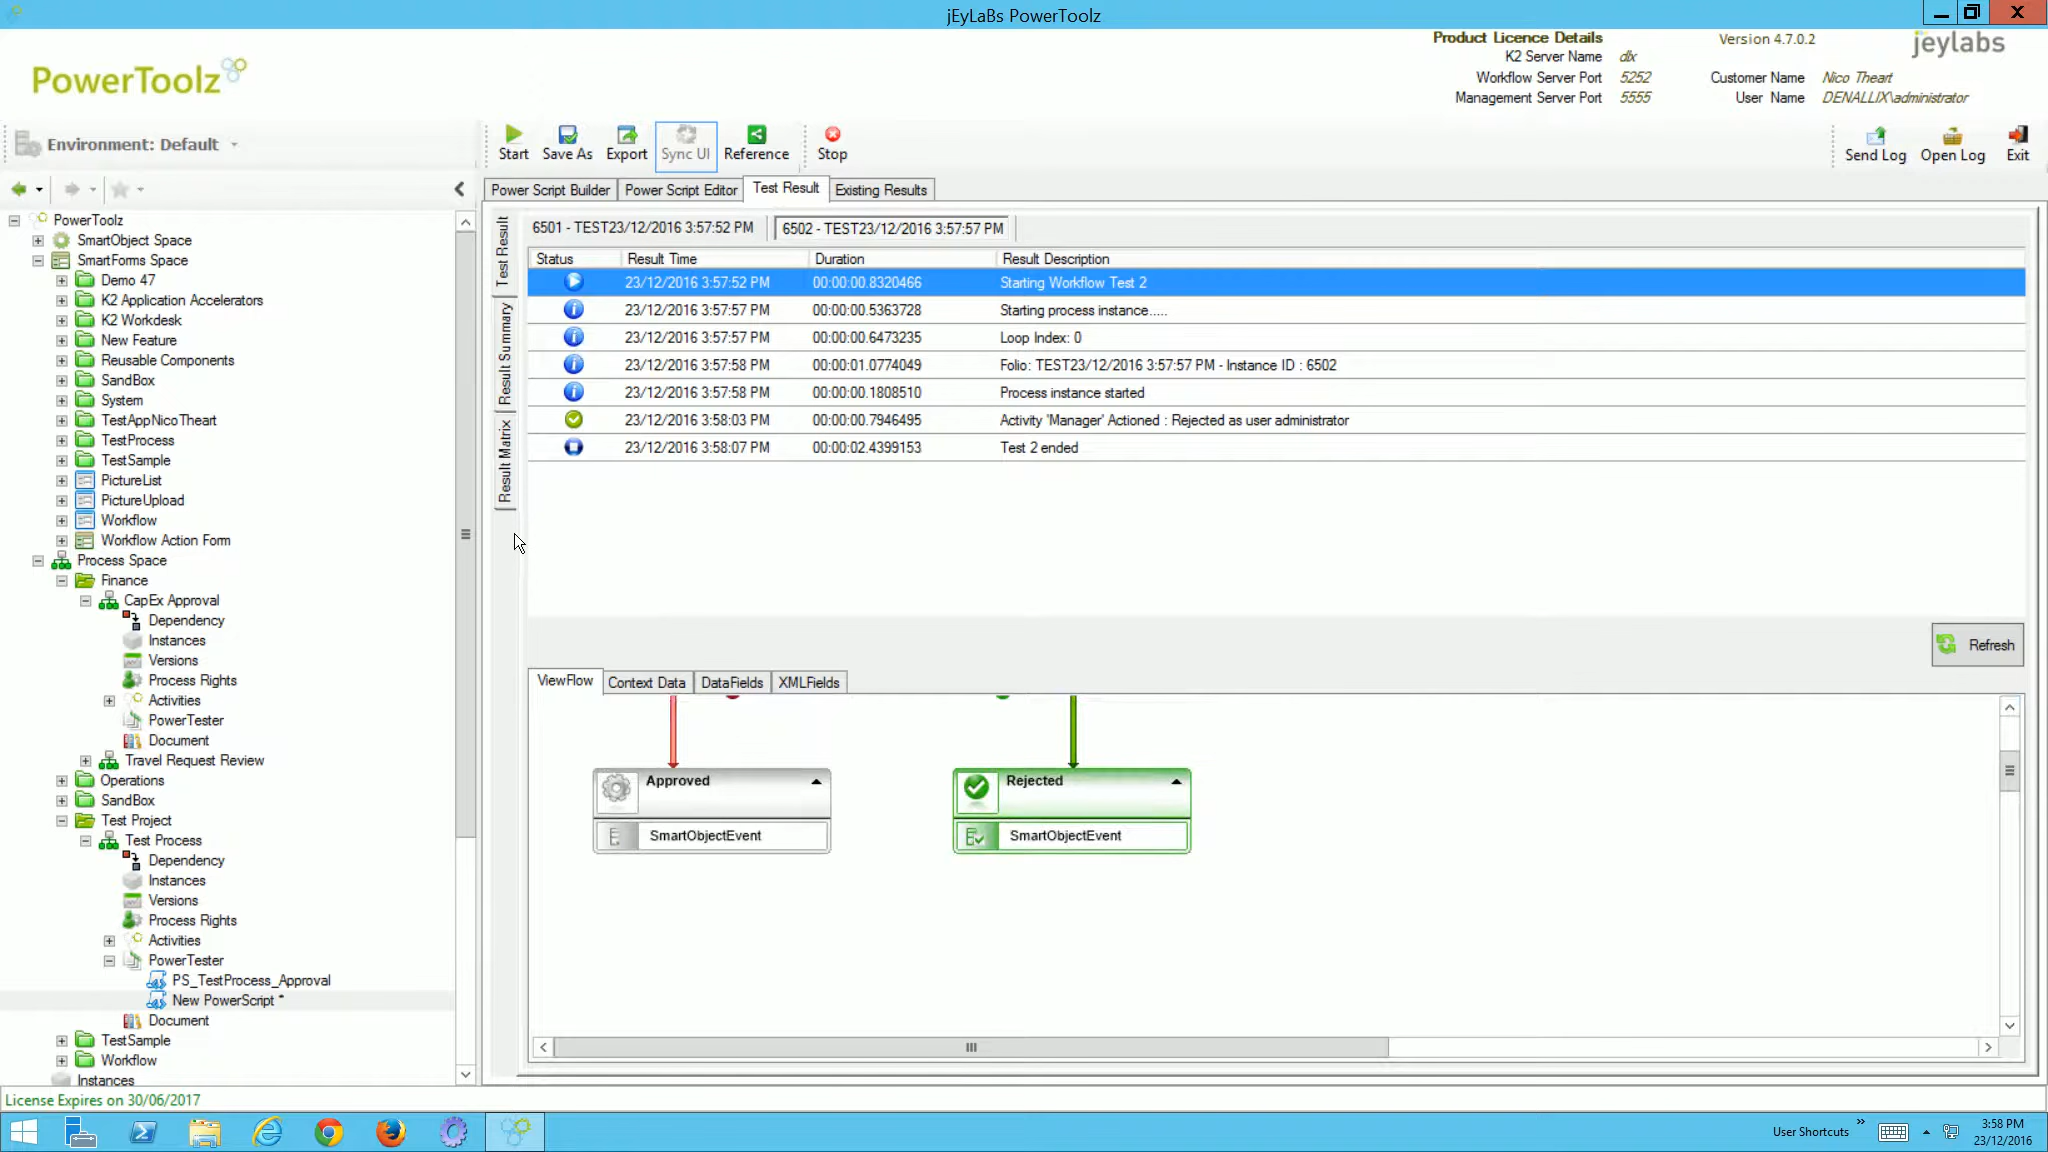 jEyLaBs PowerToolz
PowerToolz
Product Licence Details
K2 Server Name dlx
Workflow Server Port 5252
Management Server Port 5555
Version 4.7.0.2
Customer Name Nico Theart
User Name DENALLIX\administrator
jeylabs
Environment: Default
Start
Save As
Export
Sync UI
Reference
Stop
Send Log
Open Log
Exit
Power Script Builder
Power Script Editor
Test Result
Existing Results
PowerToolz
SmartObject Space
SmartForms Space
Demo 47
K2 Application Accelerators
K2 Workdesk
New Feature
Reusable Components
SandBox
System
TestAppNicoTheart
TestProcess
TestSample
PictureList
PictureUpload
Workflow
Workflow Action Form
Process Space
Finance
CapEx Approval
Dependency
Instances
Versions
Process Rights
Activities
PowerTester
Document
Travel Request Review
Operations
SandBox
Test Project
Test Process
Dependency
Instances
Versions
Process Rights
Activities
PowerTester
PS_TestProcess_Approval
New PowerScript *
Document
TestSample
Workflow
Instances
Test Result
Result Summary
Result Matrix
6501 - TEST23/12/2016 3:57:52 PM
6502 - TEST23/12/2016 3:57:57 PM
Status Result Time Duration Result Description
23/12/2016 3:57:52 PM 00:00:00.8320466 Starting Workflow Test 2
23/12/2016 3:57:57 PM 00:00:00.5363728 Starting process instance.....
23/12/2016 3:57:57 PM 00:00:00.6473235 Loop Index: 0
23/12/2016 3:57:58 PM 00:00:01.0774049 Folio: TEST23/12/2016 3:57:57 PM - Instance ID : 6502
23/12/2016 3:57:58 PM 00:00:00.1808510 Process instance started
23/12/2016 3:58:03 PM 00:00:00.7946495 Activity 'Manager' Actioned : Rejected as user administrator
23/12/2016 3:58:07 PM 00:00:02.4399153 Test 2 ended
Refresh
ViewFlow
Context Data
DataFields
XMLFields
Approved
SmartObjectEvent
Rejected
SmartObjectEvent
License Expires on 30/06/2017
User Shortcuts
3:58 PM
23/12/2016